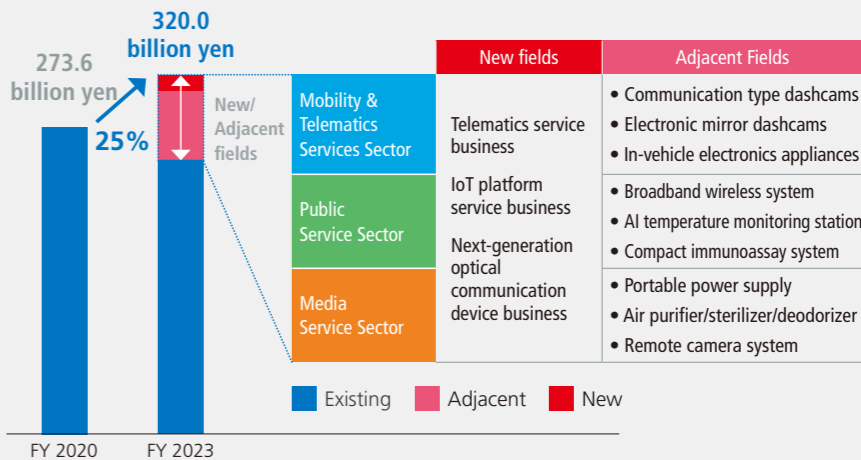 320.0
billion yen
273.6
billion yen
25%
New/
Adjacent
fields
New fields
Adjacent Fields
Mobility &
Telematics
Services Sector
Public
Service Sector
Media
Service Sector
Telematics service
business
IoT platform
service business
Next-generation
optical
communication
device business
• Communication type dashcams
• Electronic mirror dashcams
• In-vehicle electronics appliances
• Broadband wireless system
• AI temperature monitoring station
• Compact immunoassay system
• Portable power supply
• Air purifier/sterilizer/deodorizer
• Remote camera system
Existing
Adjacent
New
FY 2020
FY 2023